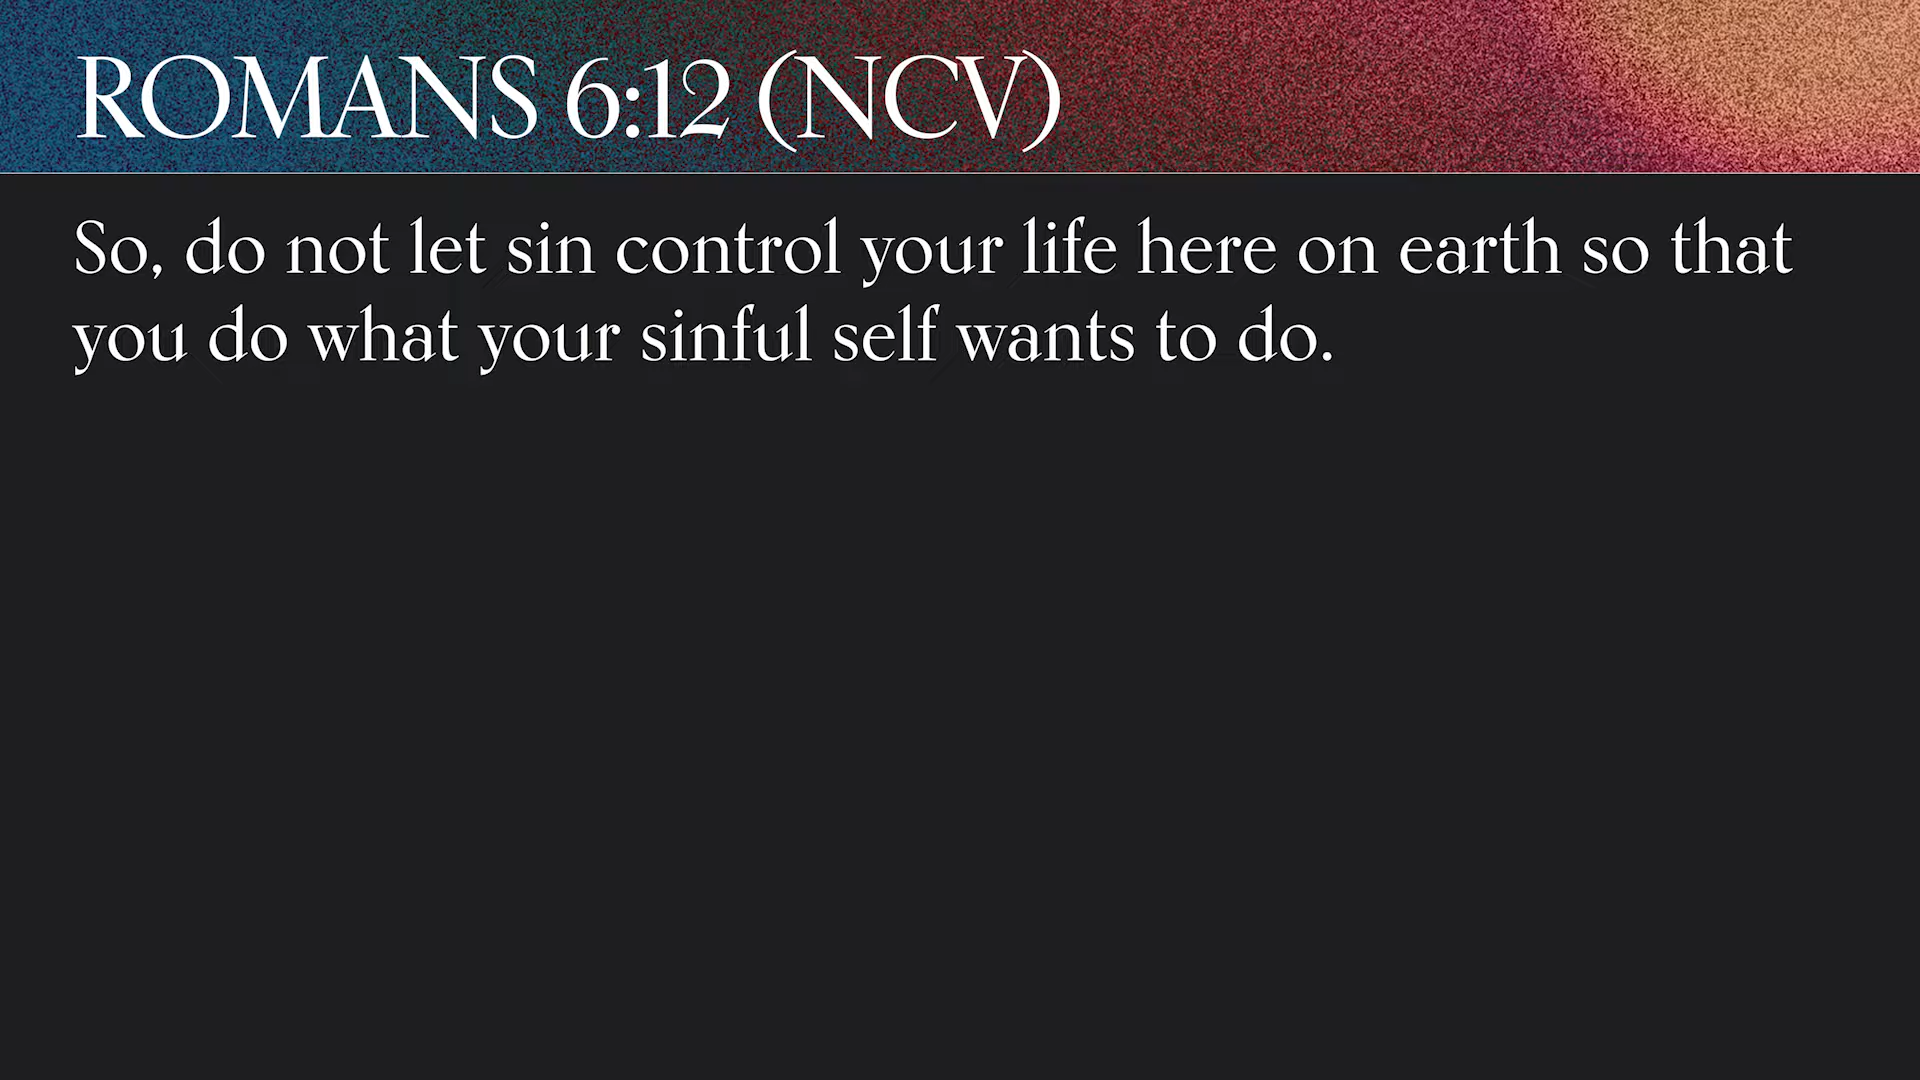 ROMANS 6:12 (NCV)
So, do not let sin control your life here on earth so that
you do what your sinful self wants to do.